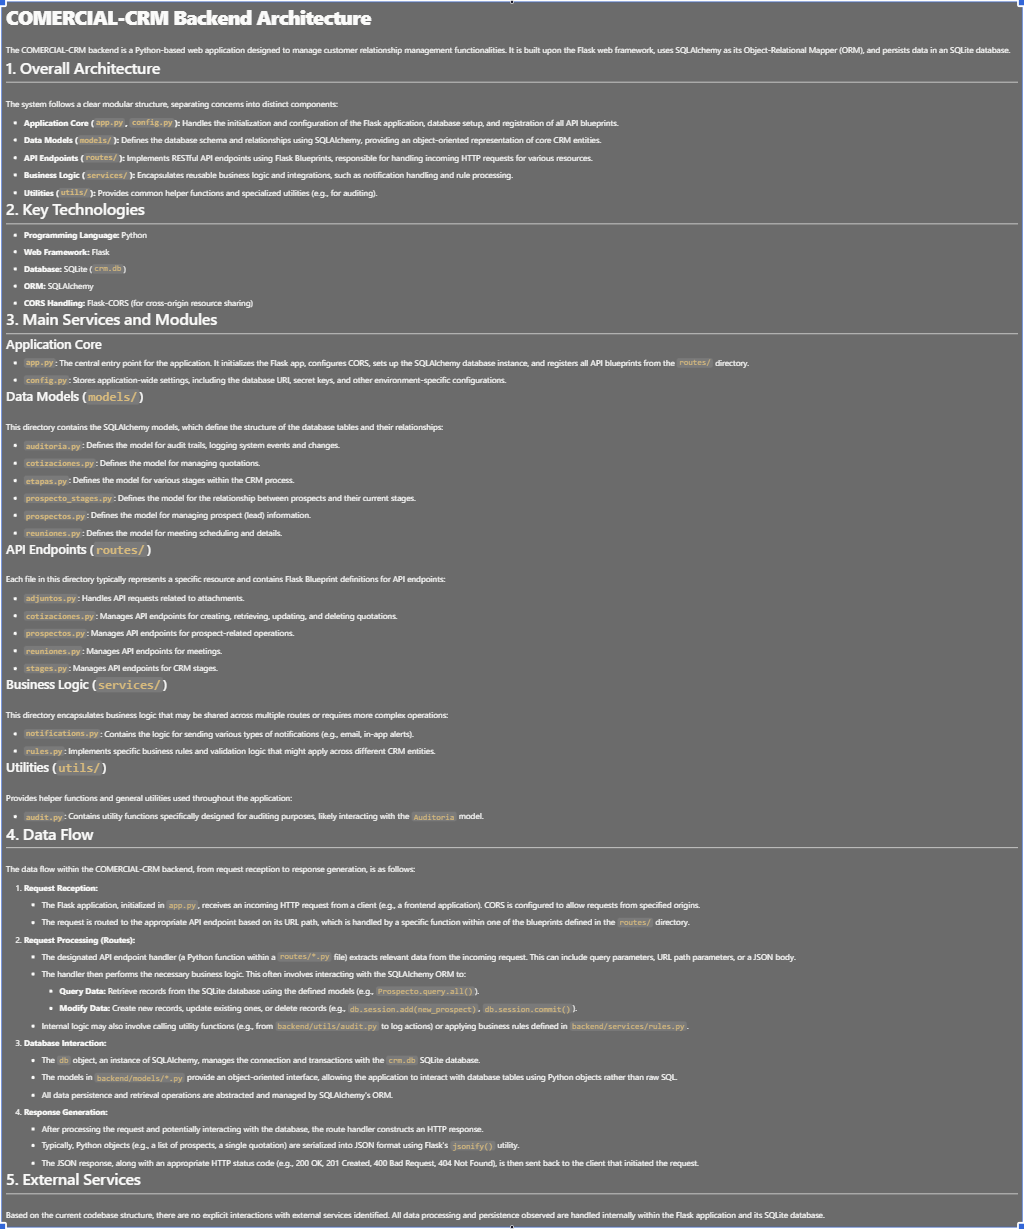 COMERCIAL-CRM Backend Architecture
The COMERCIAL-CRM backend is a Python-based web application designed to manage customer relationship management functionalities. It is built upon the Flask web framework, uses SQLAlchemy as its Object-Relational Mapper (ORM), and persists data in an SQLite database.
1. Overall Architecture
The system follows a clear modular structure, separating concerns into distinct components:
• Application Core (app.py, config.py): Handles the initialization and configuration of the Flask application, database setup, and registration of all API blueprints.
• Data Models (models/): Defines the database schema and relationships using SQLAlchemy, providing an object-oriented representation of core CRM entities.
• API Endpoints (routes/): Implements RESTful API endpoints using Flask Blueprints, responsible for handling incoming HTTP requests for various resources.
• Business Logic (services/): Encapsulates reusable business logic and integrations, such as notification handling and rule processing.
• Utilities (utils/): Provides common helper functions and specialized utilities (e.g., for auditing).
2. Key Technologies
• Programming Language: Python
• Web Framework: Flask
• Database: SQLite (crm.db)
• ORM: SQLAlchemy
• CORS Handling: Flask-CORS (for cross-origin resource sharing)
3. Main Services and Modules
Application Core
• app.py: The central entry point for the application. It initializes the Flask app, configures CORS, sets up the SQLAlchemy database instance, and registers all API blueprints from the routes/ directory.
• config.py: Stores application-wide settings, including the database URI, secret keys, and other environment-specific configurations.
Data Models (models/)
This directory contains the SQLAlchemy models, which define the structure of the database tables and their relationships:
• auditoria.py: Defines the model for audit trails, logging system events and changes.
• cotizaciones.py: Defines the model for managing quotations.
• etapas.py: Defines the model for various stages within the CRM process.
• prospecto_stages.py: Defines the model for the relationship between prospects and their current stages.
• prospectos.py: Defines the model for managing prospect (lead) information.
• reuniones.py: Defines the model for meeting scheduling and details.
API Endpoints (routes/)
Each file in this directory typically represents a specific resource and contains Flask Blueprint definitions for API endpoints:
• adjuntos.py: Handles API requests related to attachments.
• cotizaciones.py: Manages API endpoints for creating, retrieving, updating, and deleting quotations.
• prospectos.py: Manages API endpoints for prospect-related operations.
• reuniones.py: Manages API endpoints for meetings.
• stages.py: Manages API endpoints for CRM stages.
Business Logic (services/)
This directory encapsulates business logic that may be shared across multiple routes or requires more complex operations:
• notifications.py: Contains the logic for sending various types of notifications (e.g., email, in-app alerts).
• rules.py: Implements specific business rules and validation logic that might apply across different CRM entities.
Utilities (utils/)
Provides helper functions and general utilities used throughout the application:
• audit.py: Contains utility functions specifically designed for auditing purposes, likely interacting with the Auditoria model.
4. Data Flow
The data flow within the COMERCIAL-CRM backend, from request reception to response generation, is as follows:
1. Request Reception:
• The Flask application, initialized in app.py, receives an incoming HTTP request from a client (e.g., a frontend application). CORS is configured to allow requests from specified origins.
• The request is routed to the appropriate API endpoint based on its URL path, which is handled by a specific function within one of the blueprints defined in the routes/ directory.
2. Request Processing (Routes):
• The designated API endpoint handler (a Python function within a routes/*.py file) extracts relevant data from the incoming request. This can include query parameters, URL path parameters, or a JSON body.
• The handler then performs the necessary business logic. This often involves interacting with the SQLAlchemy ORM to:
• Query Data: Retrieve records from the SQLite database using the defined models (e.g., Prospecto.query.all()).
• Modify Data: Create new records, update existing ones, or delete records (e.g., db.session.add(new_prospect), db.session.commit()).
• Internal logic may also involve calling utility functions (e.g., from backend/utils/audit.py to log actions) or applying business rules defined in backend/services/rules.py.
3. Database Interaction:
• The db object, an instance of SQLAlchemy, manages the connection and transactions with the crm.db SQLite database.
• The models in backend/models/*.py provide an object-oriented interface, allowing the application to interact with database tables using Python objects rather than raw SQL.
• All data persistence and retrieval operations are abstracted and managed by SQLAlchemy's ORM.
4. Response Generation:
• After processing the request and potentially interacting with the database, the route handler constructs an HTTP response.
• Typically, Python objects (e.g., a list of prospects, a single quotation) are serialized into JSON format using Flask's jsonify() utility.
• The JSON response, along with an appropriate HTTP status code (e.g., 200 OK, 201 Created, 400 Bad Request, 404 Not Found), is then sent back to the client that initiated the request.
5. External Services
Based on the current codebase structure, there are no explicit interactions with external services identified. All data processing and persistence observed are handled internally within the Flask application and its SQLite database.